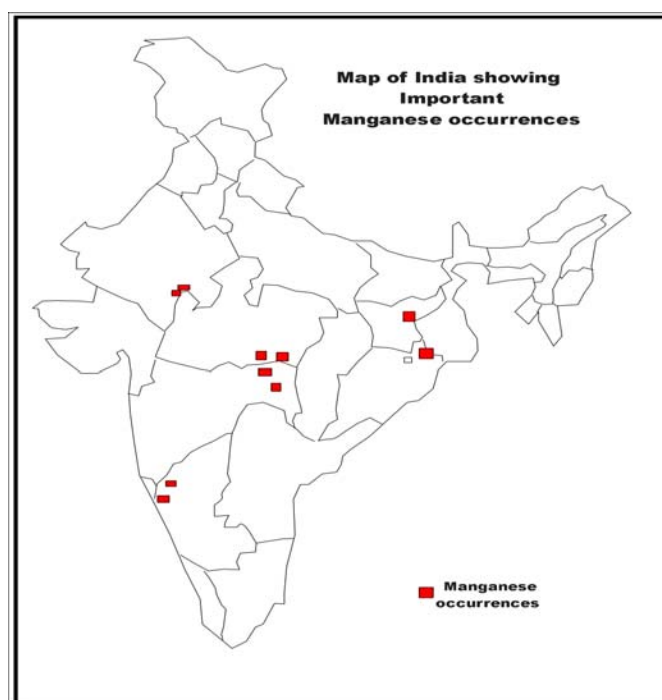 Map of India showing
Important
Manganese occurrences
Manganese
occurrences